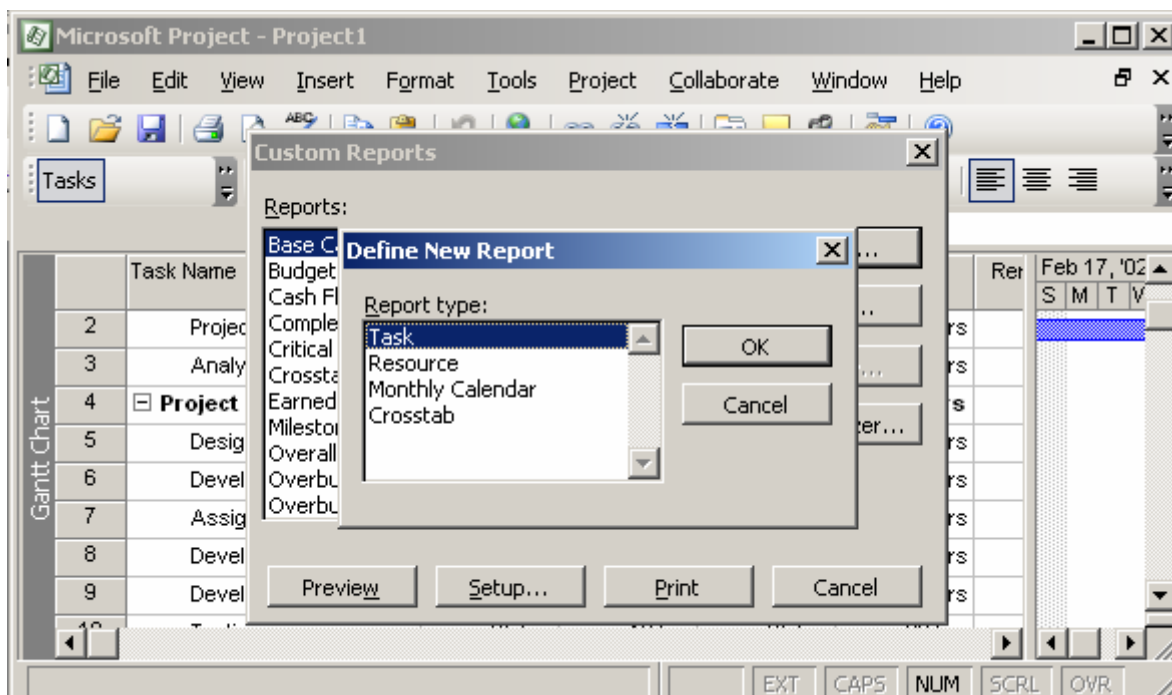 Microsoft Project - Project1
File Edit View Insert Format Tools Project Collaborate Window Help
ABC
Tasks
Custom Reports
Reports:
Base C
Budget
Cash Fl
Comple
Critical
Crossta
Earned
Milesto
Overall
Overbu
Overbu
...
..
...
zer...
Define New Report
Report type:
Task
Resource
Monthly Calendar
Crosstab
OK
Cancel
Preview Setup... Print Cancel
Task Name Rer Feb 17, '02
S M T
2 Projec rs
3 Analy rs
4 Project s
5 Desig rs
6 Devel rs
7 Assig rs
8 Devel rs
9 Devel rs
Gantt Chart
EXT CAPS NUM SCRL OVR